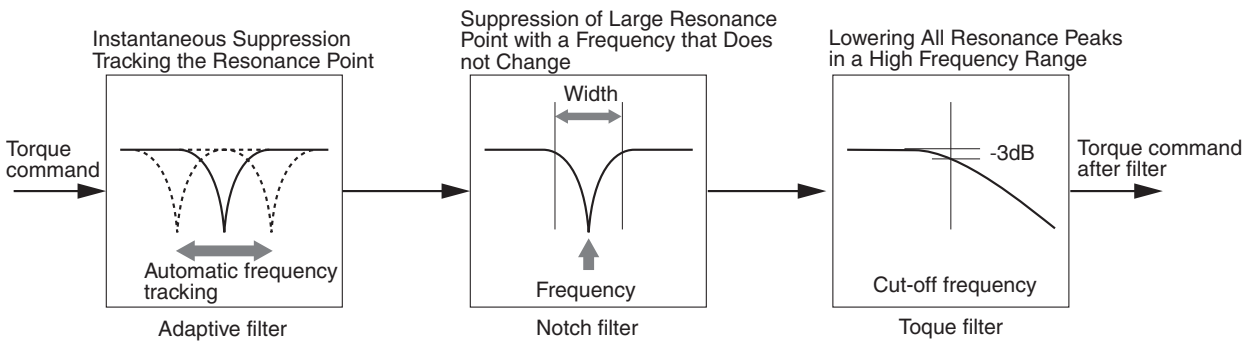 Instantaneous Suppression
Tracking the Resonance Point
Suppression of Large Resonance
Point with a Frequency that Does
not Change
Lowering All Resonance Peaks
in a High Frequency Range
Torque
command
Automatic frequency
tracking
Adaptive filter
Width
Frequency
Notch filter
-3dB
Cut-off frequency
Toque filter
Torque command
after filter